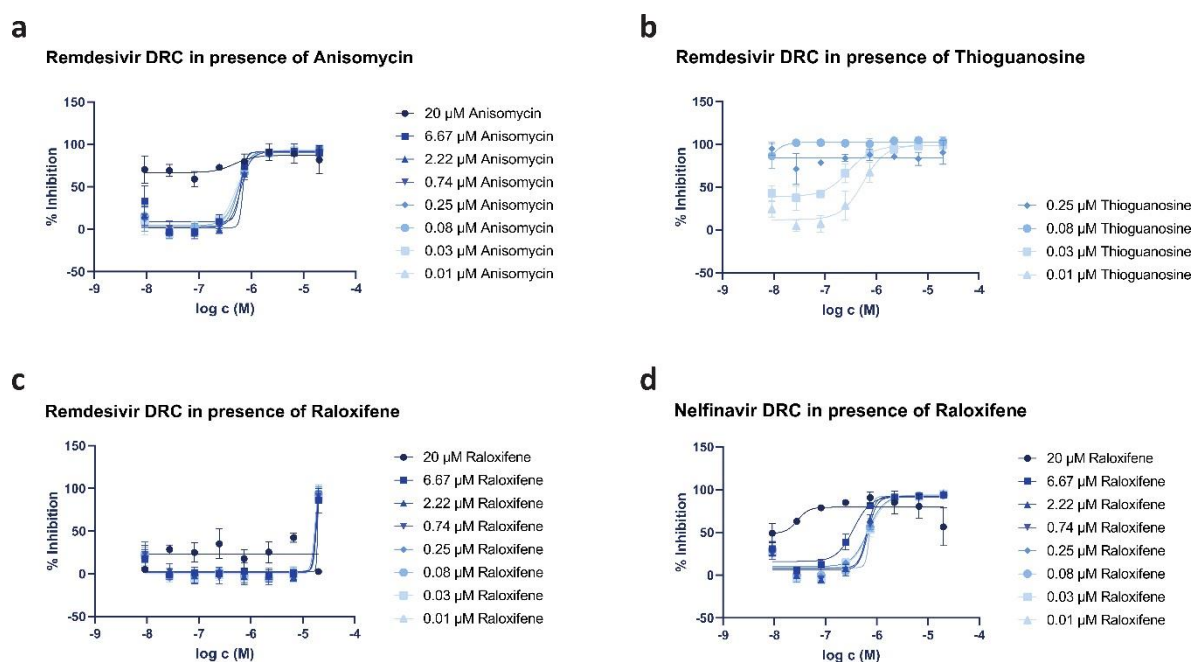 a
Remdesivir DRC in presence of Anisomycin
150
100
50
0
-50
% Inhibition
-9
-8
-7
-6
-5
-4
log c (M)
20 µM Anisomycin
6.67 µM Anisomycin
2.22 µM Anisomycin
0.74 µM Anisomycin
0.25 µM Anisomycin
0.08 µM Anisomycin
0.03 µM Anisomycin
0.01 µM Anisomycin
b
Remdesivir DRC in presence of Thioguanosine
150
100
50
0
-50
% Inhibition
-9
-8
-7
-6
-5
-4
log c (M)
0.25 µM Thioguanosine
0.08 µM Thioguanosine
0.03 µM Thioguanosine
0.01 µM Thioguanosine
c
Remdesivir DRC in presence of Raloxifene
150
100
50
0
-50
% Inhibition
-9
-8
-7
-6
-5
-4
log c (M)
20 µM Raloxifene
6.67 µM Raloxifene
2.22 µM Raloxifene
0.74 µM Raloxifene
0.25 µM Raloxifene
0.08 µM Raloxifene
0.03 µM Raloxifene
0.01 µM Raloxifene
d
Nelfinavir DRC in presence of Raloxifene
150
100
50
0
-50
% Inhibition
-9
-8
-7
-6
-5
-4
log c (M)
20 µM Raloxifene
6.67 µM Raloxifene
2.22 µM Raloxifene
0.74 µM Raloxifene
0.25 µM Raloxifene
0.08 µM Raloxifene
0.03 µM Raloxifene
0.01 µM Raloxifene